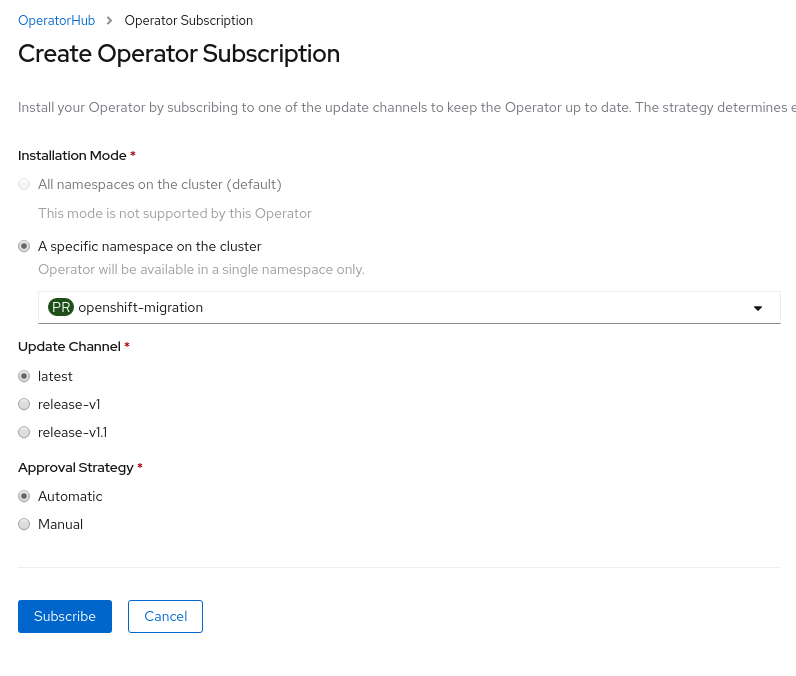 OperatorHub > Operator Subscription
Create Operator Subscription
Install your Operator by subscribing to one of the update channels to keep the Operator up to date. The strategy determines e
Installation Mode *
All namespaces on the cluster (default)
This mode is not supported by this Operator
A specific namespace on the cluster
Operator will be available in a single namespace only.
PR openshift-migration
Update Channel *
latest
release-v1
release-v1.1
Approval Strategy *
Automatic
Manual
Subscribe Cancel